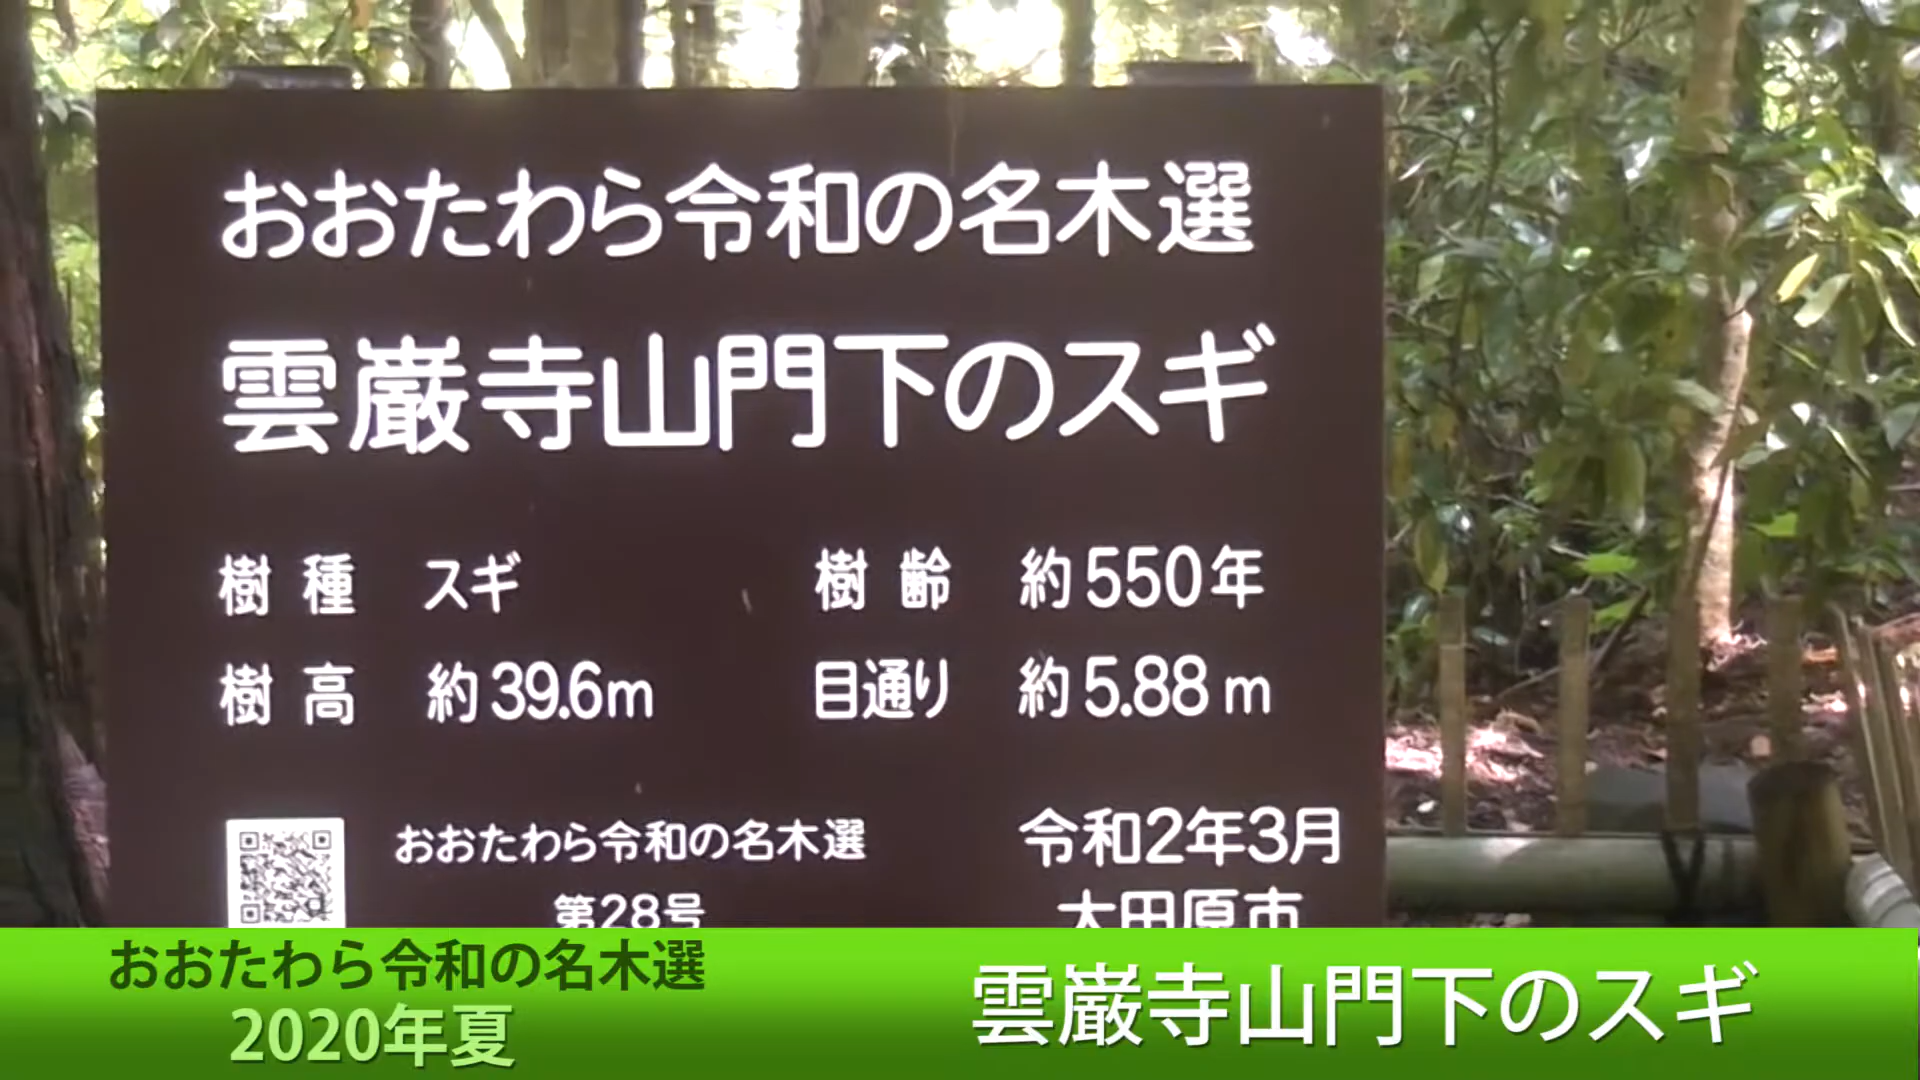 おおたわら令和の名木選
雲巌寺山門下のスギ
樹種 スギ 樹齢 約550年
樹高 約39.6m 目通り 約5.88m
おおたわら令和の名木選 令和2年3月
第28号 大田原市
おおたわら令和の名木選
2020年夏
雲巌寺山門下のスギ